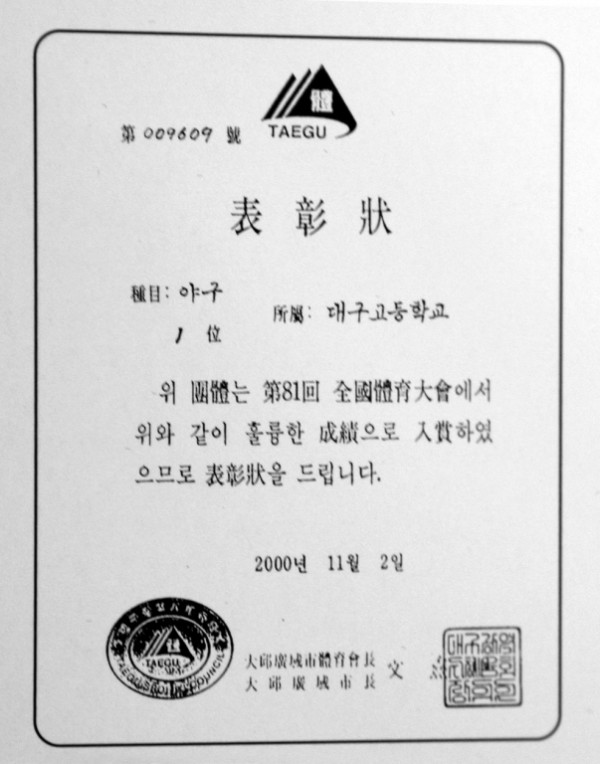 體
TAEGU
第 009609 號
表彰狀
種目: 야구
所屬: 대구고등학교
1 位
위 團體는 第81回 全國體育大會에서
위와 같이 훌륭한 成績으로 入賞하였
으므로 表彰狀을 드립니다.
2000년 11월 2일
TAEGU
大邱廣域市體育會長
大邱廣域市長 文